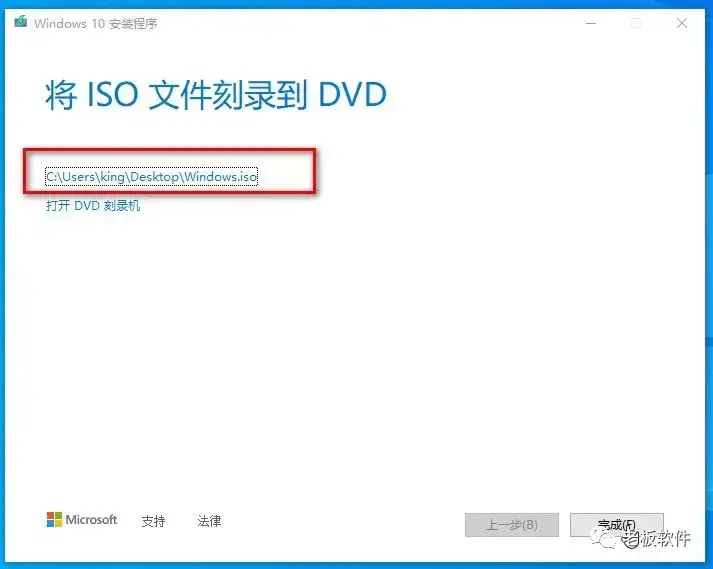 Windows 10 安装程序
将 ISO 文件刻录到 DVD
C:\Users\king\Desktop\Windows.iso
打开 DVD 刻录机
Microsoft 支持 法律 上一步(B) 完成(F)
老板软件